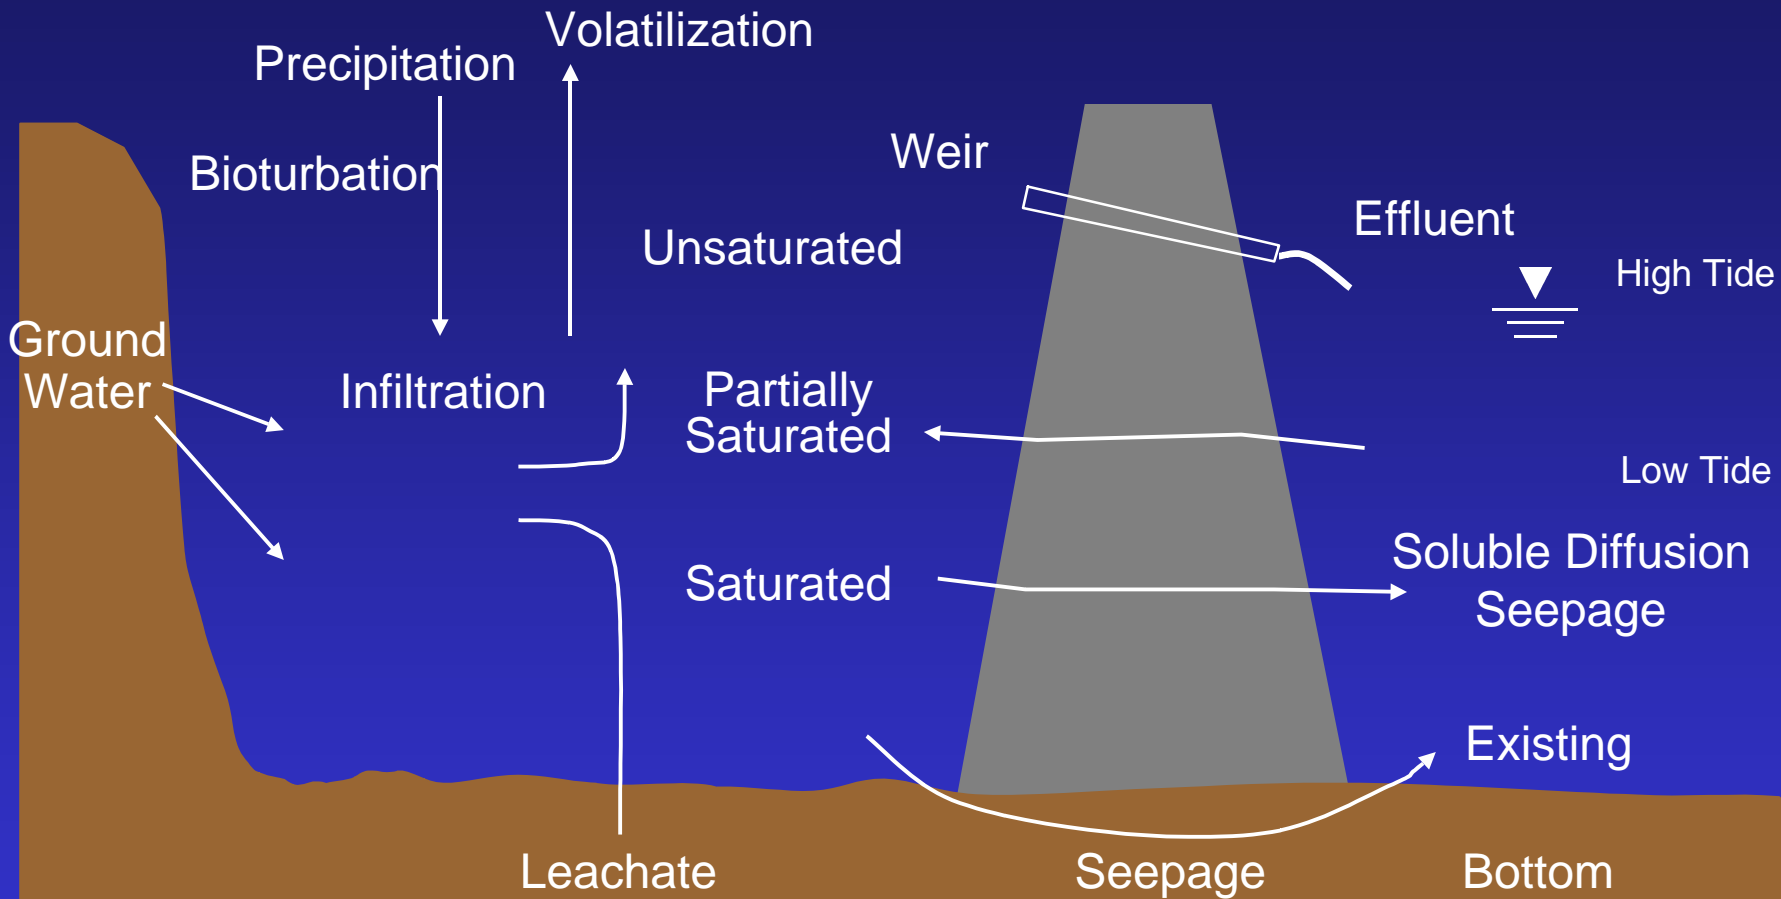 Volatilization
Precipitation
Bioturbation
Weir
Effluent
Unsaturated
High Tide
Ground
Water
Infiltration
Partially
Saturated
Low Tide
Soluble Diffusion
Seepage
Saturated
Existing
Leachate
Seepage
Bottom